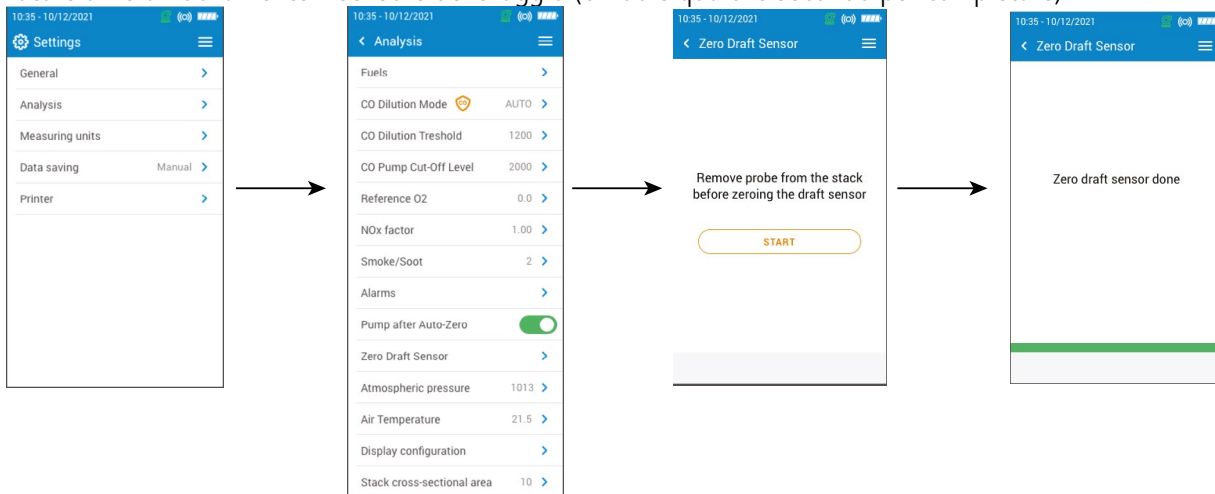 10:35 - 10/12/2021
Settings
General
Analysis
Measuring units
Data saving Manual
Printer
10:35 - 10/12/2021
Analysis
Fuels
CO Dilution Mode CO AUTO
CO Dilution Treshold 1200
CO Pump Cut-Off Level 2000
Reference O2 0.0
NOx factor 1.00
Smoke/Soot 2
Alarms
Pump after Auto-Zero
Zero Draft Sensor
Atmospheric pressure 1013
Air Temperature 21.5
Display configuration
Stack cross-sectional area 10
10:35 - 10/12/2021
Zero Draft Sensor
Remove probe from the stack
before zeroing the draft sensor
START
10:35 - 10/12/2021
Zero Draft Sensor
Zero draft sensor done